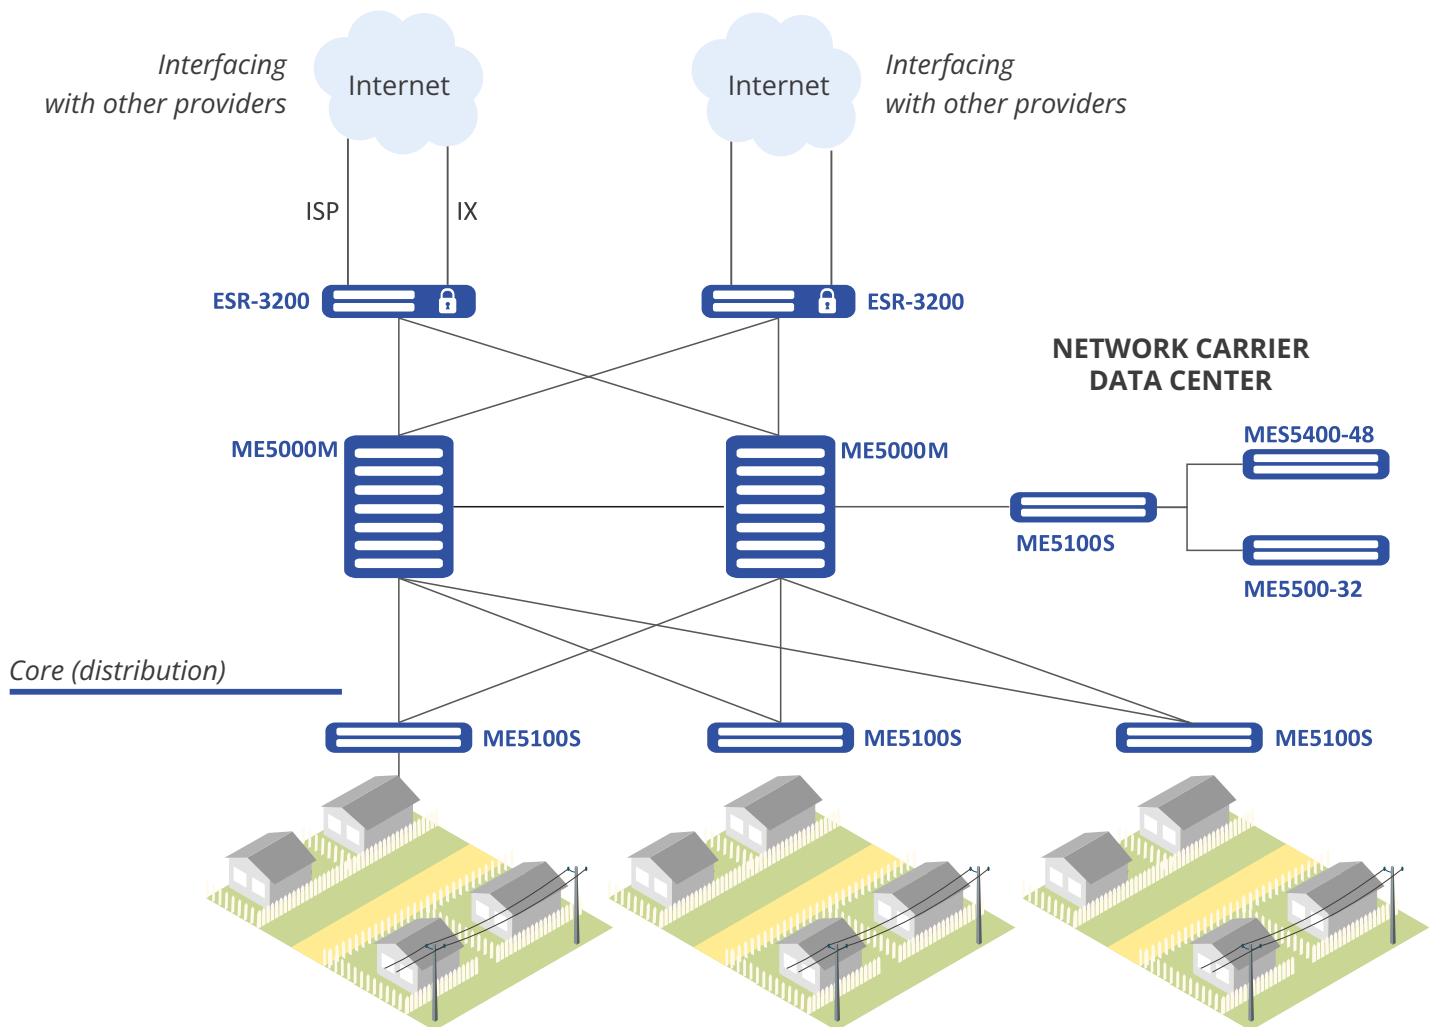 Interfacing
with other providers
Internet
Internet
Interfacing
with other providers
ISP
IX
ESR-3200
ESR-3200
NETWORK CARRIER
DATA CENTER
ME5000M
ME5000M
MES5400-48
ME5100S
ME5500-32
Core (distribution)
ME5100S
ME5100S
ME5100S